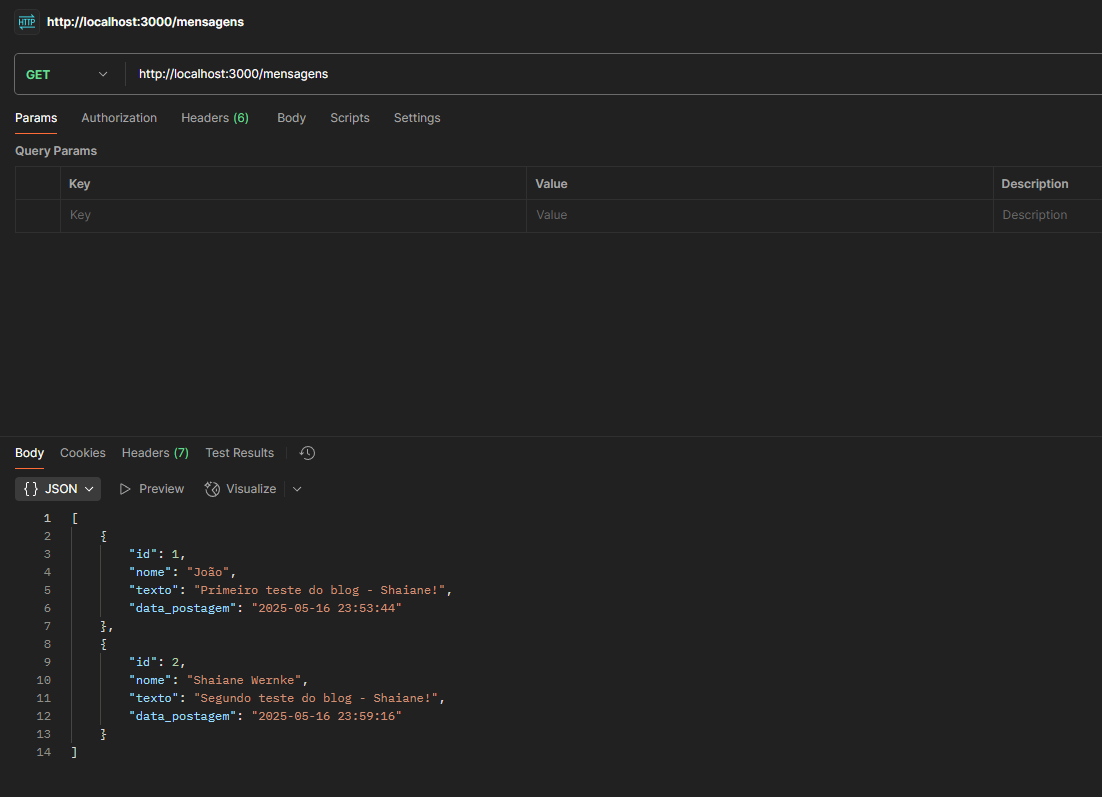 HTTP http://localhost:3000/mensagens
GET http://localhost:3000/mensagens
Params Authorization Headers (6) Body Scripts Settings
Query Params
Key Value Description
Key Value Description
Body Cookies Headers (7) Test Results
{} JSON Preview Visualize
1 [
2 {
3 "id": 1,
4 "nome": "João",
5 "texto": "Primeiro teste do blog - Shaiane!",
6 "data_postagem": "2025-05-16 23:53:44"
7 },
8 {
9 "id": 2,
10 "nome": "Shaiane Wernke",
11 "texto": "Segundo teste do blog - Shaiane!",
12 "data_postagem": "2025-05-16 23:59:16"
13 }
14 ]